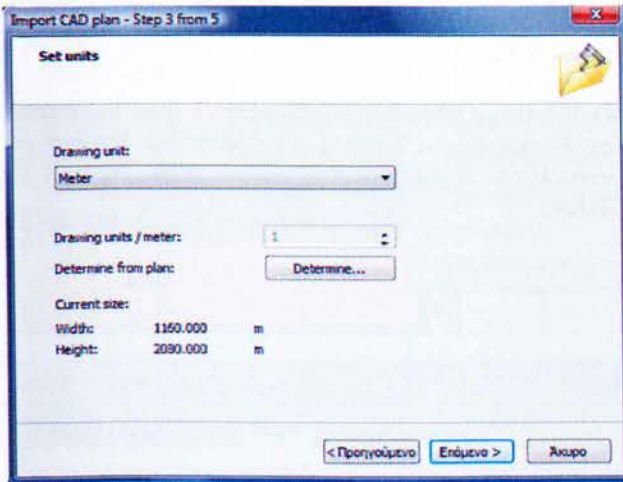 Import CAD plan - Step 3 from 5
Set units
Drawing unit:
Meter
Drawing units / meter: 1
Determine from plan: Determine...
Current size:
Width: 1160.000 m
Height: 2080.000 m
< Προηγούμενο Επόμενο > Άκυρο